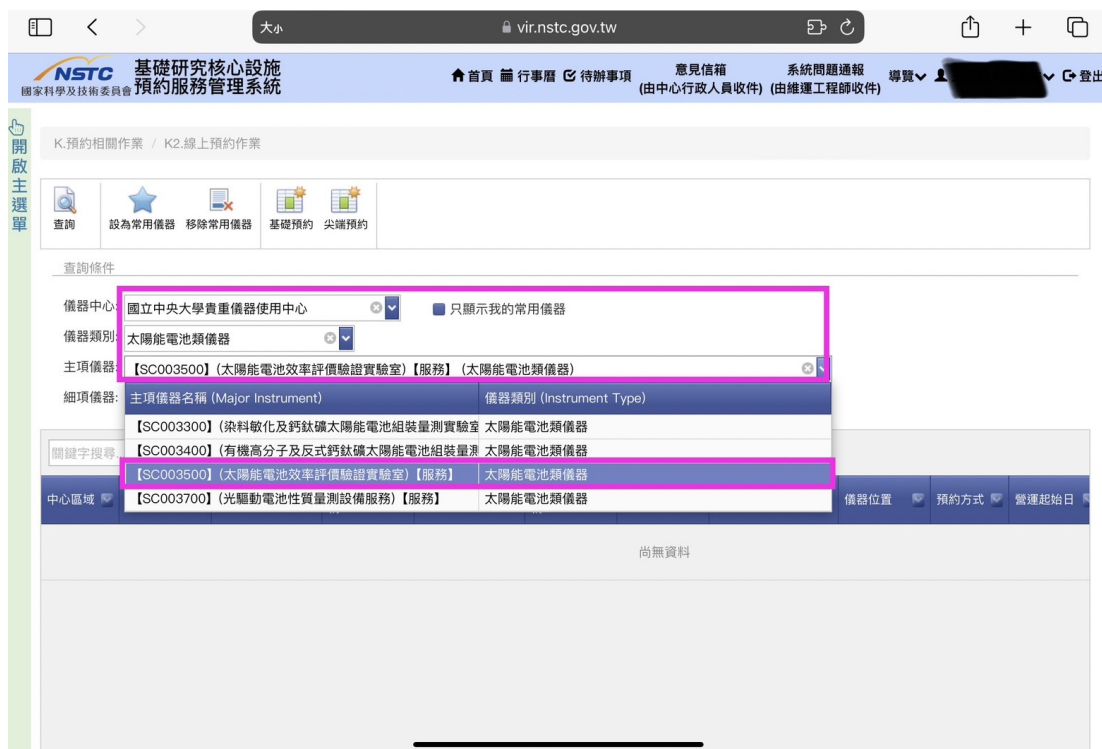 大小
vir.nstc.gov.tw
NSTC
國家科學及技術委員會
基礎研究核心設施
預約服務管理系統
首頁 行事曆 待辦事項
意見信箱
(由中心行政人員收件)
系統問題通報
(由維運工程師收件)
導覽
登出
開啟主選單
K.預約相關作業 / K2.線上預約作業
查詢 設為常用儀器 移除常用儀器 基礎預約 尖端預約
查詢條件
儀器中心: 國立中央大學貴重儀器使用中心 只顯示我的常用儀器
儀器類別: 太陽能電池類儀器
主項儀器: 【SC003500】(太陽能電池效率評價驗證實驗室)【服務】 (太陽能電池類儀器)
細項儀器:
主項儀器名稱 (Major Instrument) 儀器類別 (Instrument Type)
【SC003300】(染料敏化及鈣鈦礦太陽能電池組裝量測實驗室 太陽能電池類儀器
【SC003400】(有機高分子及反式鈣鈦礦太陽能電池組裝量測 太陽能電池類儀器
【SC003500】(太陽能電池效率評價驗證實驗室)【服務】 太陽能電池類儀器
【SC003700】(光驅動電池性質量測設備服務)【服務】 太陽能電池類儀器
關鍵字搜尋
中心區域 儀器位置 預約方式 營運起始日
尚無資料